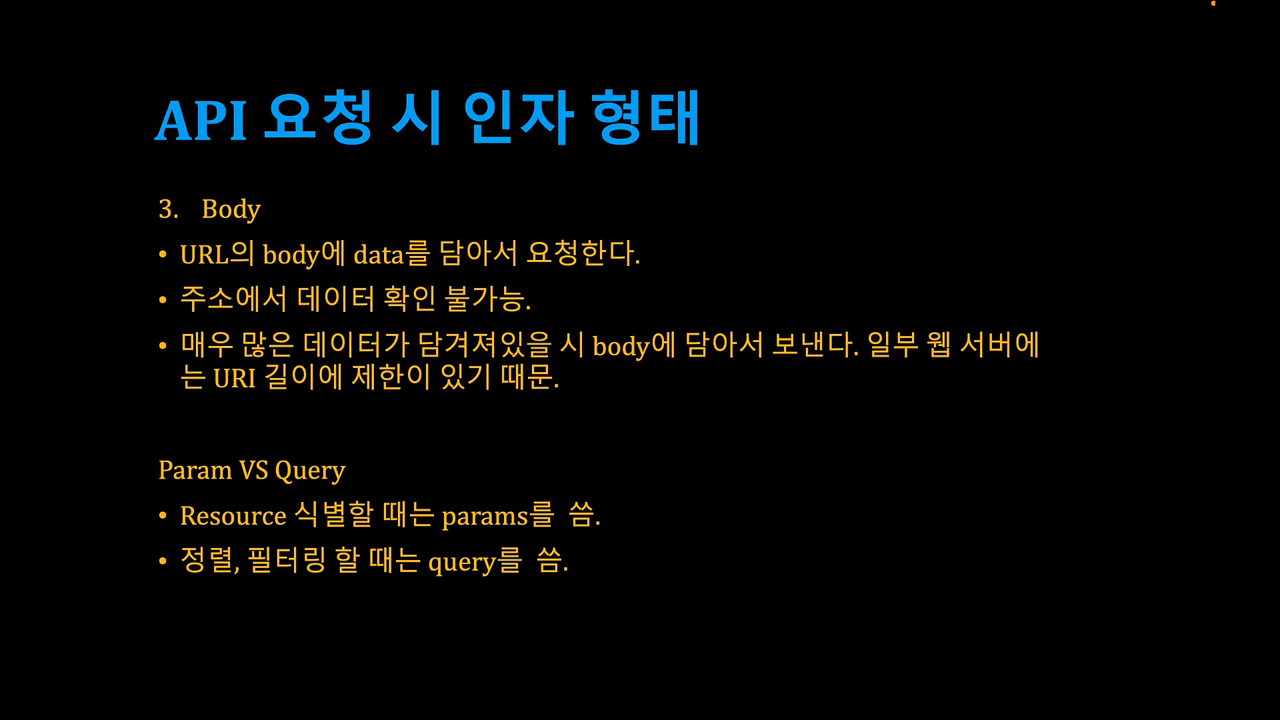 API 요청 시 인자 형태
3. Body
• URL의 body에 data를 담아서 요청한다.
• 주소에서 데이터 확인 불가능.
• 매우 많은 데이터가 담겨져있을 시 body에 담아서 보낸다. 일부 웹 서버에
는 URI 길이에 제한이 있기 때문.
Param VS Query
• Resource 식별할 때는 params를 씀.
• 정렬, 필터링 할 때는 query를 씀.